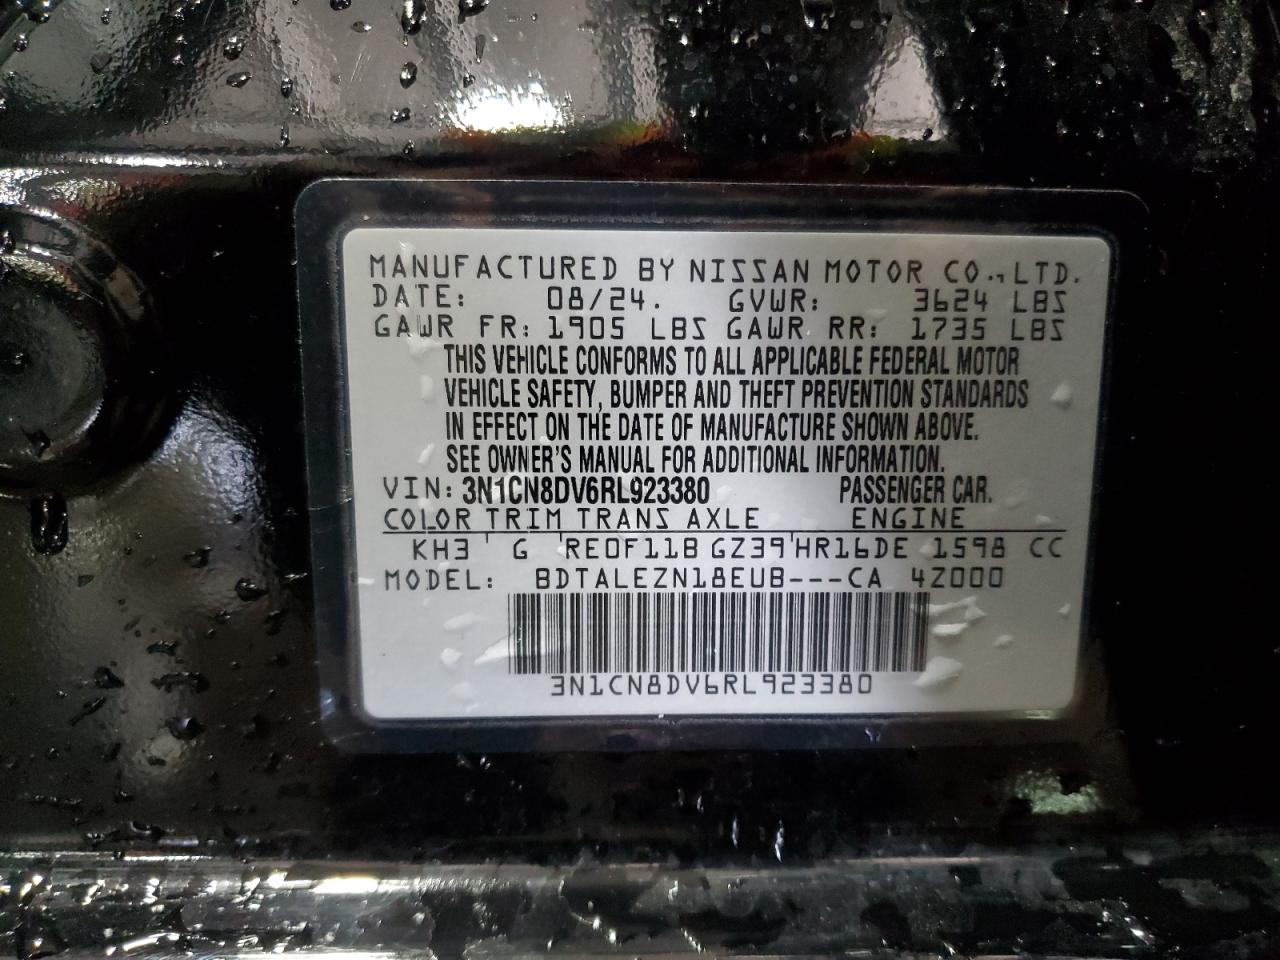 MANUFACTURED BY NISSAN MOTOR CO., LTD.
DATE: 08/24. GVWR: 3624 LBS
GAWR FR: 1905 LBS GAWR RR: 1735 LBS
THIS VEHICLE CONFORMS TO ALL APPLICABLE FEDERAL MOTOR
VEHICLE SAFETY, BUMPER AND THEFT PREVENTION STANDARDS
IN EFFECT ON THE DATE OF MANUFACTURE SHOWN ABOVE.
SEE OWNER'S MANUAL FOR ADDITIONAL INFORMATION.
VIN: 3N1CN8DV6RL923380 PASSENGER CAR.
COLOR TRIM TRANS AXLE ENGINE
KH3 G RE0F11B GZ39 HR16DE 1598 CC
MODEL: BDTALEZN18EUB---CA 4Z000
3N1CN8DV6RL923380